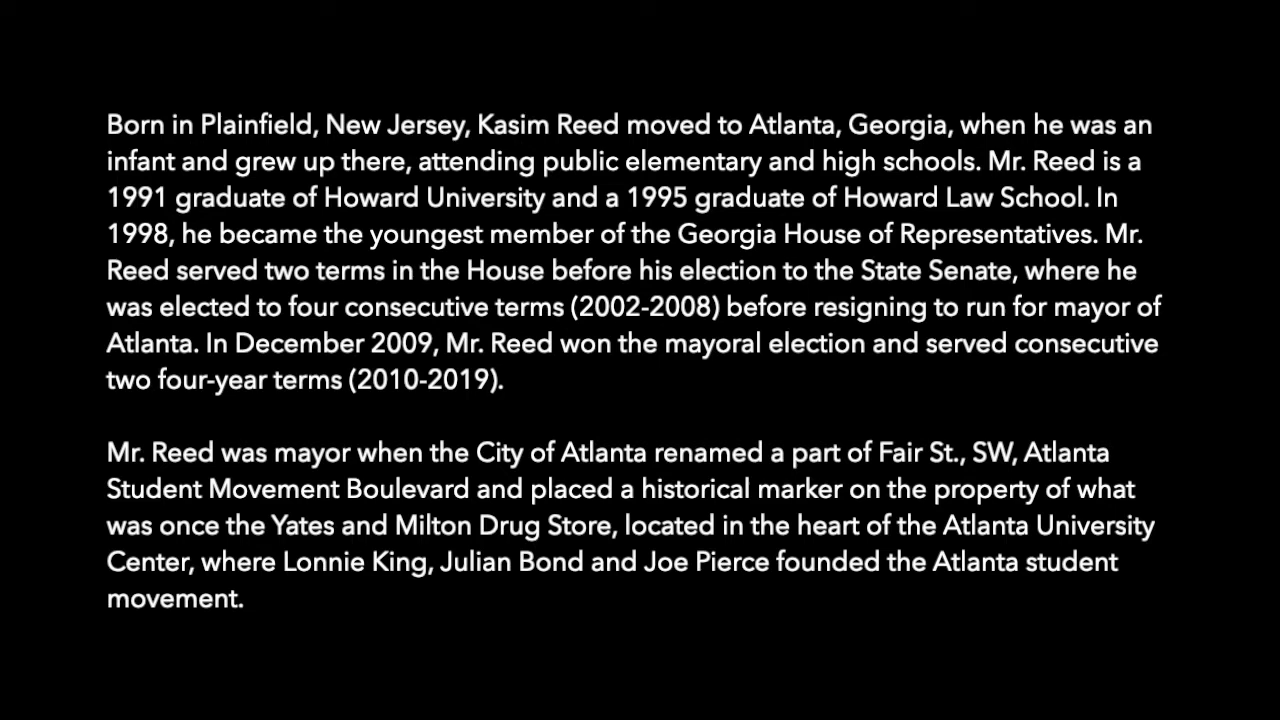 Born in Plainfield, New Jersey, Kasim Reed moved to Atlanta, Georgia, when he was an
infant and grew up there, attending public elementary and high schools. Mr. Reed is a
1991 graduate of Howard University and a 1995 graduate of Howard Law School. In
1998, he became the youngest member of the Georgia House of Representatives. Mr.
Reed served two terms in the House before his election to the State Senate, where he
was elected to four consecutive terms (2002-2008) before resigning to run for mayor of
Atlanta. In December 2009, Mr. Reed won the mayoral election and served consecutive
two four-year terms (2010-2019).
Mr. Reed was mayor when the City of Atlanta renamed a part of Fair St., SW, Atlanta
Student Movement Boulevard and placed a historical marker on the property of what
was once the Yates and Milton Drug Store, located in the heart of the Atlanta University
Center, where Lonnie King, Julian Bond and Joe Pierce founded the Atlanta student
movement.